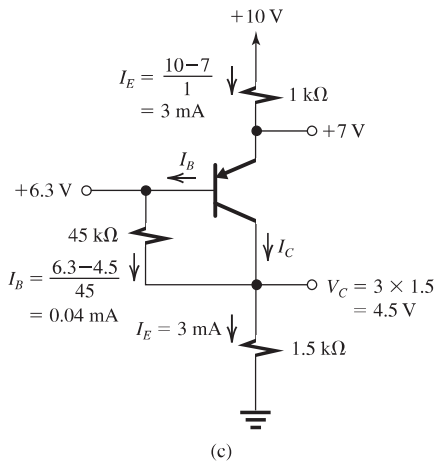 +10 V
I_E = 10−7 / 1
= 3 mA
1 kΩ
+7 V
I_B
+6.3 V
45 kΩ
I_C
I_B = 6.3−4.5 / 45
= 0.04 mA
V_C = 3 × 1.5
= 4.5 V
I_E = 3 mA
1.5 kΩ
(c)